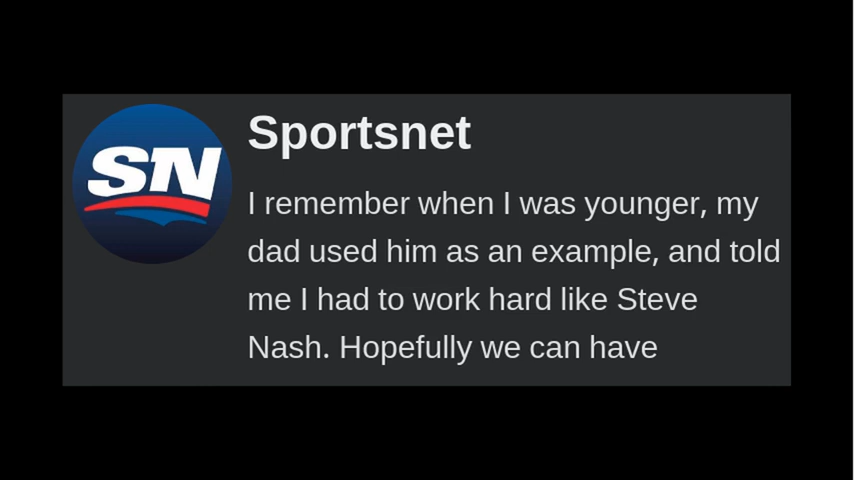 SN
Sportsnet
I remember when I was younger, my
dad used him as an example, and told
me I had to work hard like Steve
Nash. Hopefully we can have